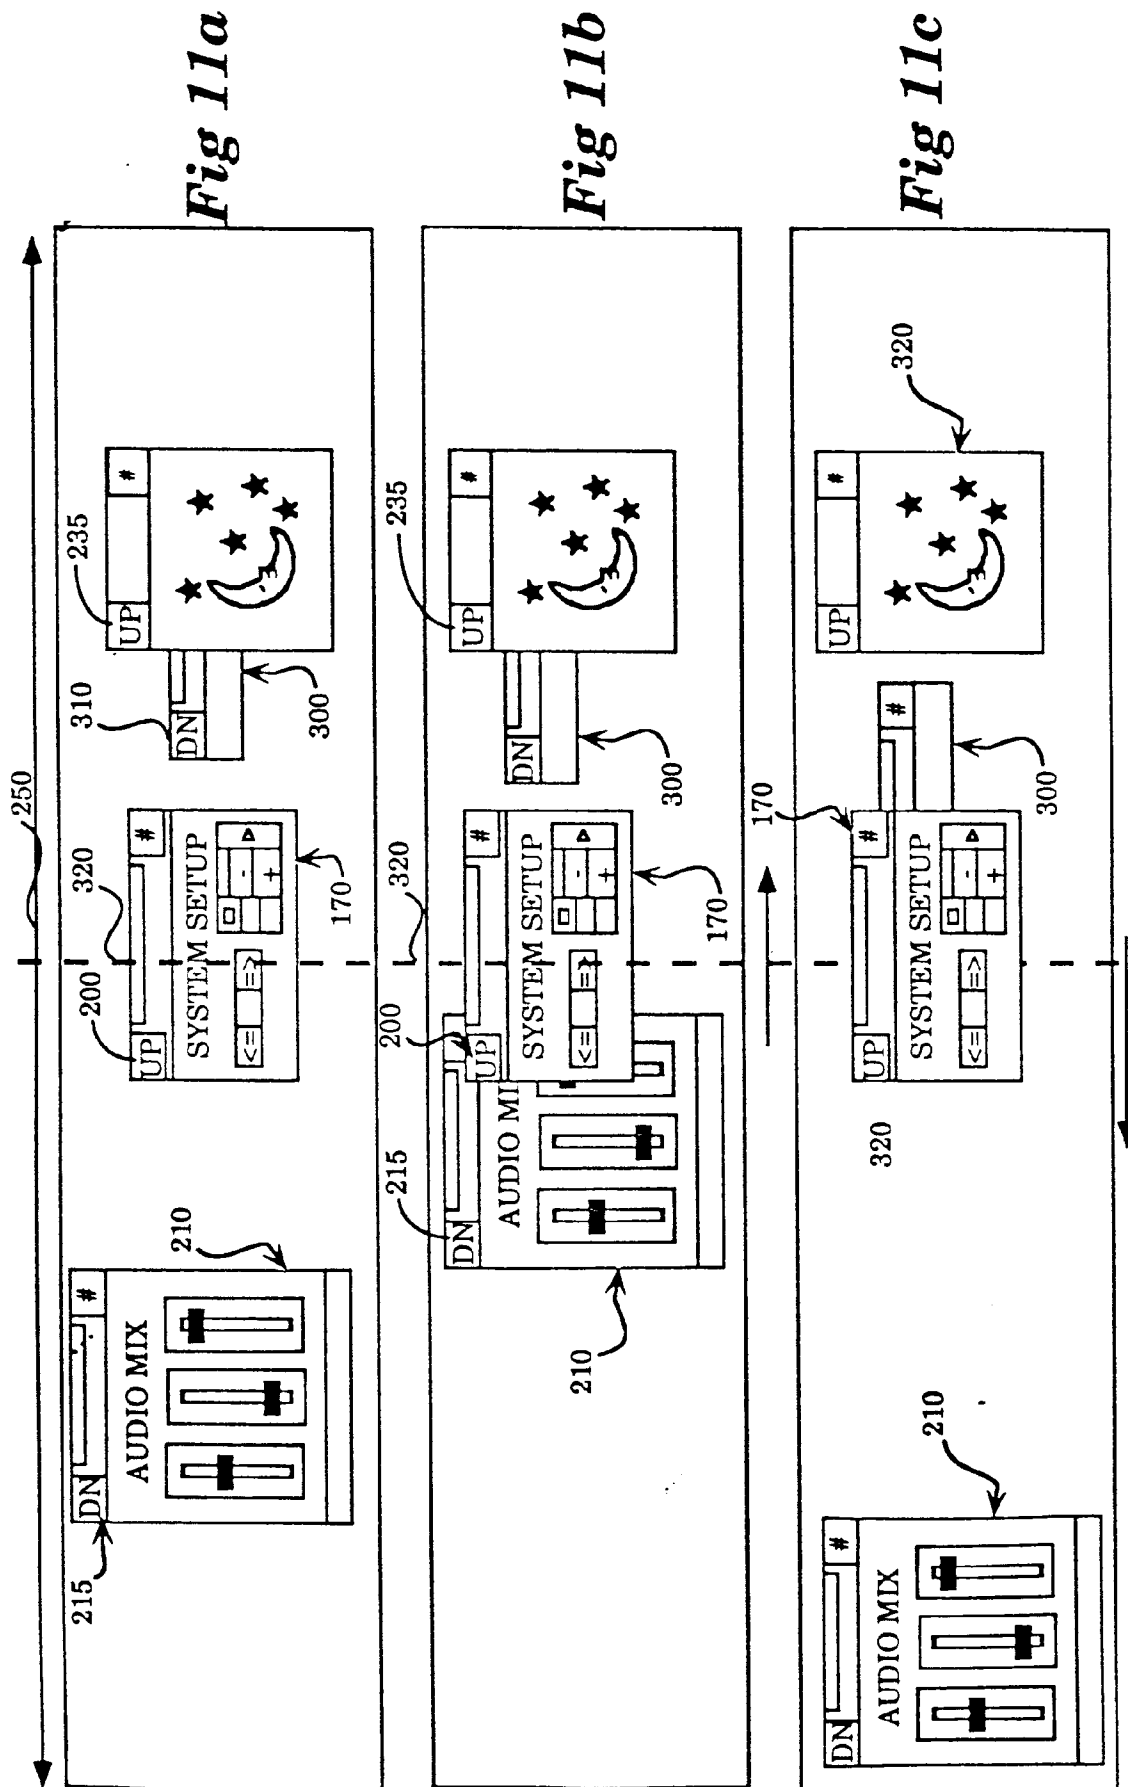 250
Fig 11a
215
DN
#
AUDIO MIX
210
200
320
UP
#
SYSTEM SETUP
<=
=>
-
+
170
310
DN
300
235
UP
#
Fig 11b
215
DN
AUDIO MI
210
200
320
UP
#
SYSTEM SETUP
<=
=>
-
+
170
DN
300
235
UP
#
Fig 11c
DN
#
AUDIO MIX
210
320
UP
#
170
SYSTEM SETUP
<=
=>
-
+
#
300
UP
#
320